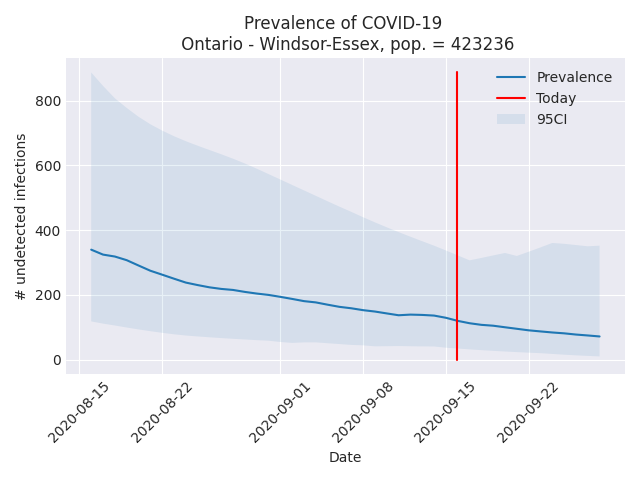 Prevalence of COVID-19
Ontario - Windsor-Essex, pop. = 423236
Prevalence
Today
95CI
# undetected infections
800
600
400
200
0
2020-08-15
2020-08-22
2020-09-01
2020-09-08
2020-09-15
2020-09-22
Date